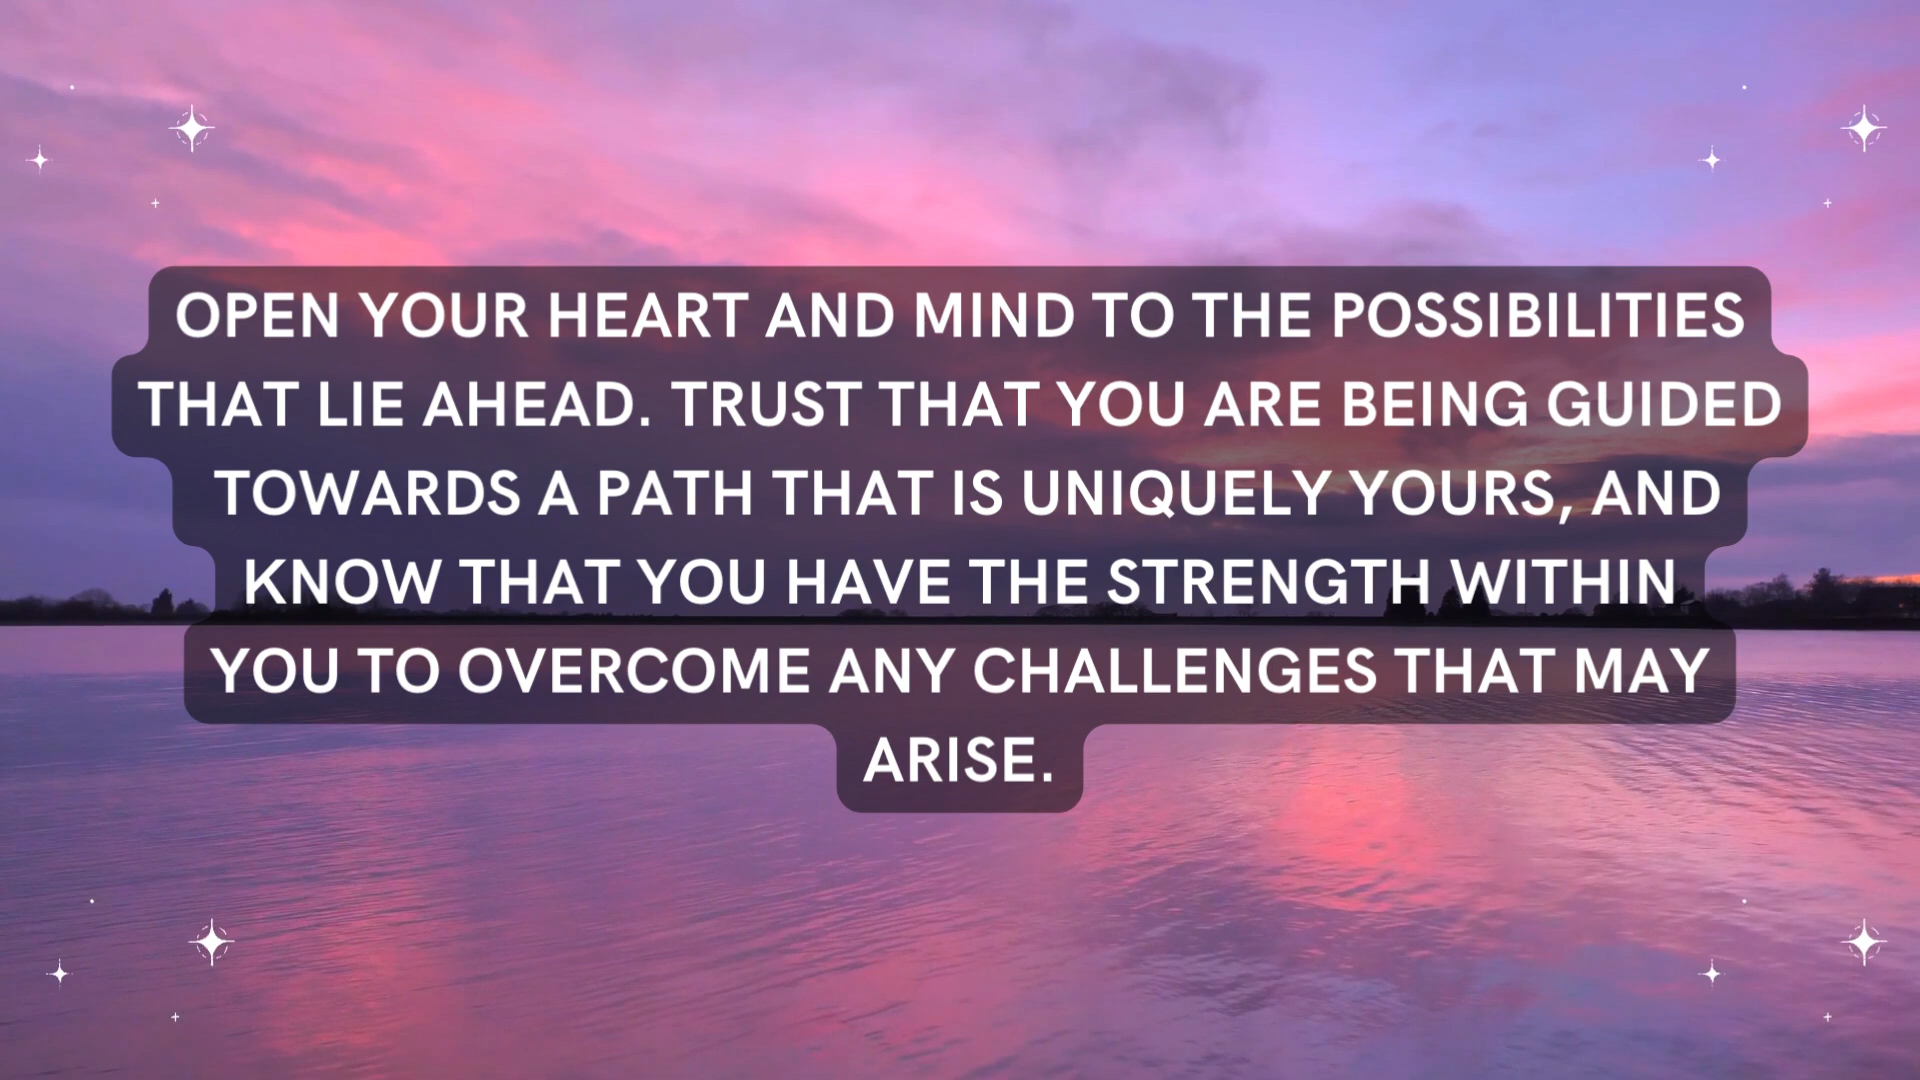 OPEN YOUR HEART AND MIND TO THE POSSIBILITIES
THAT LIE AHEAD. TRUST THAT YOU ARE BEING GUIDED
TOWARDS A PATH THAT IS UNIQUELY YOURS, AND
KNOW THAT YOU HAVE THE STRENGTH WITHIN
YOU TO OVERCOME ANY CHALLENGES THAT MAY
ARISE.